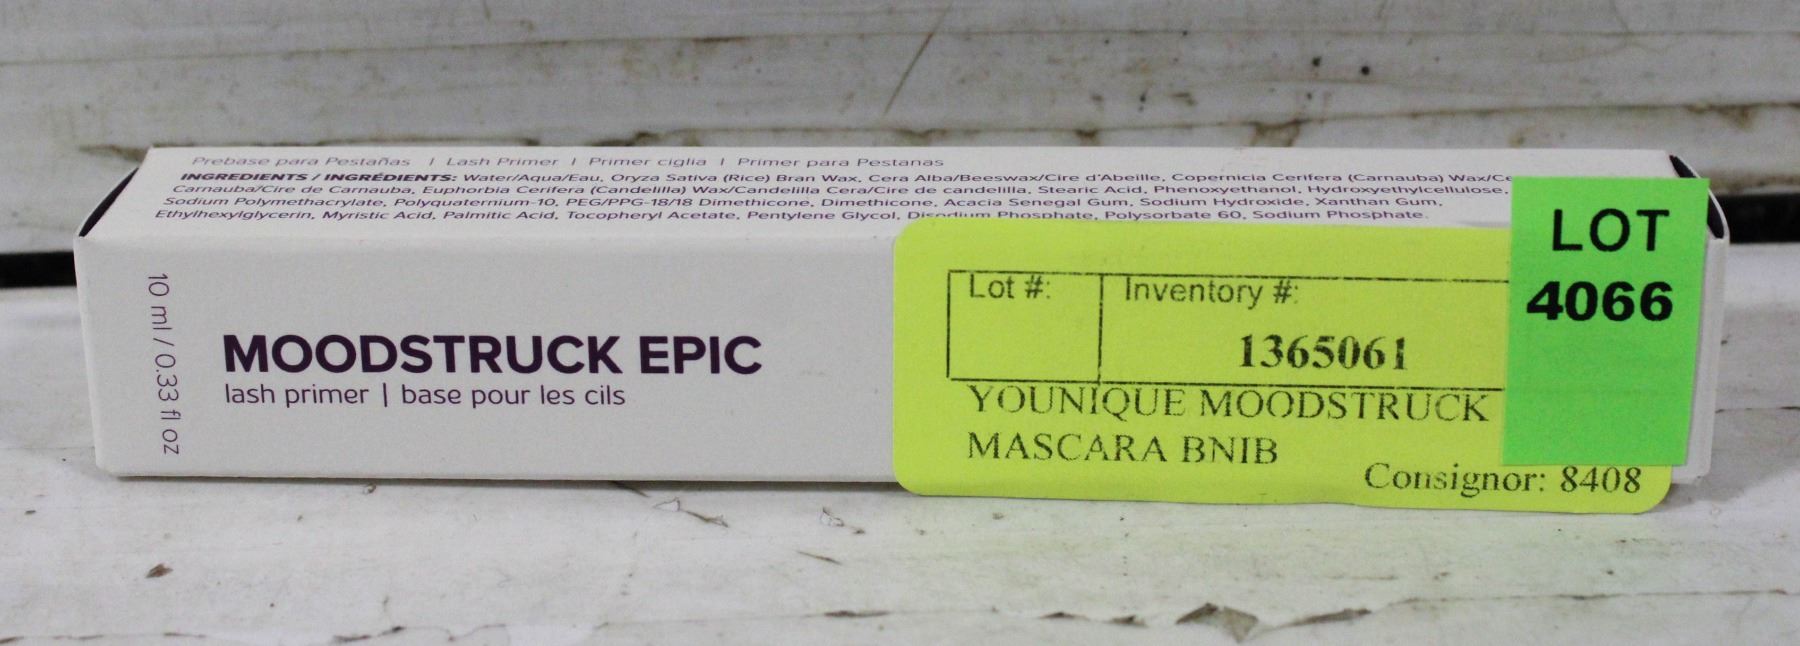 Prebase para Pestañas | Lash Primer | Primer ciglia | Primer para Pestanas
INGREDIENTS / INGRÉDIENTS: Water/Aqua/Eau, Oryza Sativa (Rice) Bran Wax, Cera Alba/Beeswax/Cire d'Abeille, Copernicia Cerifera (Carnauba) Wax/Ce
Carnauba/Cire de Carnauba, Euphorbia Cerifera (Candelilla) Wax/Candelilla Cera/Cire de candelilla, Stearic Acid, Phenoxyethanol, Hydroxyethylcellulose,
Sodium Polymethacrylate, Polyquaternium-10, PEG/PPG-18/18 Dimethicone, Dimethicone, Acacia Senegal Gum, Sodium Hydroxide, Xanthan Gum,
Ethylhexylglycerin, Myristic Acid, Palmitic Acid, Tocopheryl Acetate, Pentylene Glycol, Disodium Phosphate, Polysorbate 60, Sodium Phosphate.
10 ml / 0.33 fl oz
MOODSTRUCK EPIC
lash primer | base pour les cils
Lot #:
Inventory #:
1365061
YOUNIQUE MOODSTRUCK
MASCARA BNIB
Consignor: 8408
LOT
4066